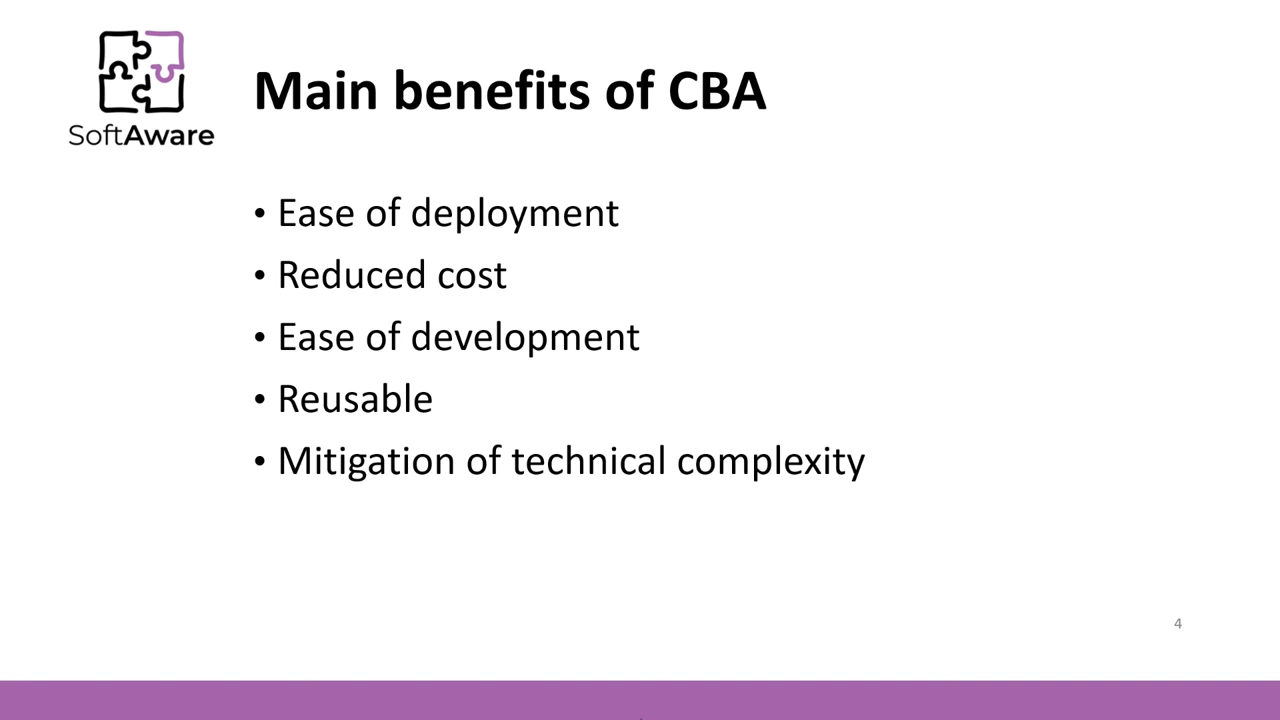 SoftAware
Main benefits of CBA
• Ease of deployment
• Reduced cost
• Ease of development
• Reusable
• Mitigation of technical complexity
4